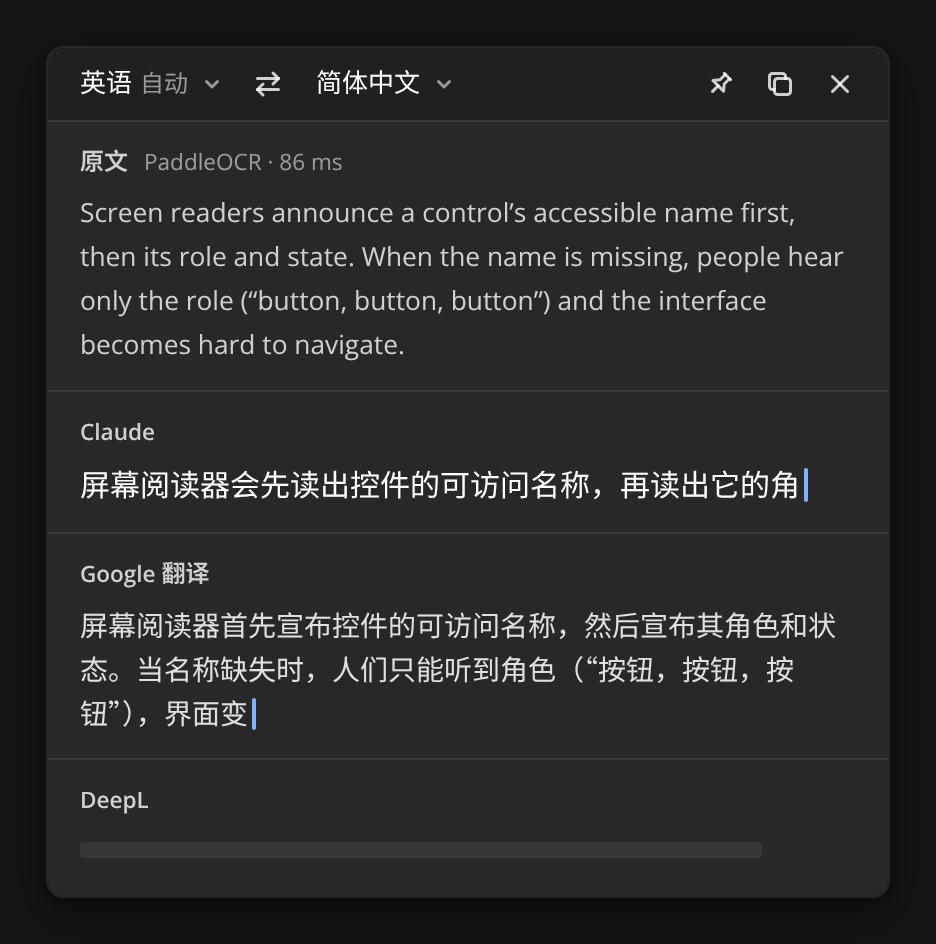 英语 自动 简体中文
原文 PaddleOCR · 86 ms
Screen readers announce a control’s accessible name first,
then its role and state. When the name is missing, people hear
only the role (“button, button, button”) and the interface
becomes hard to navigate.
Claude
屏幕阅读器会先读出控件的可访问名称，再读出它的角
Google 翻译
屏幕阅读器首先宣布控件的可访问名称，然后宣布其角色和状
态。当名称缺失时，人们只能听到角色（“按钮，按钮，按
钮”），界面变
DeepL